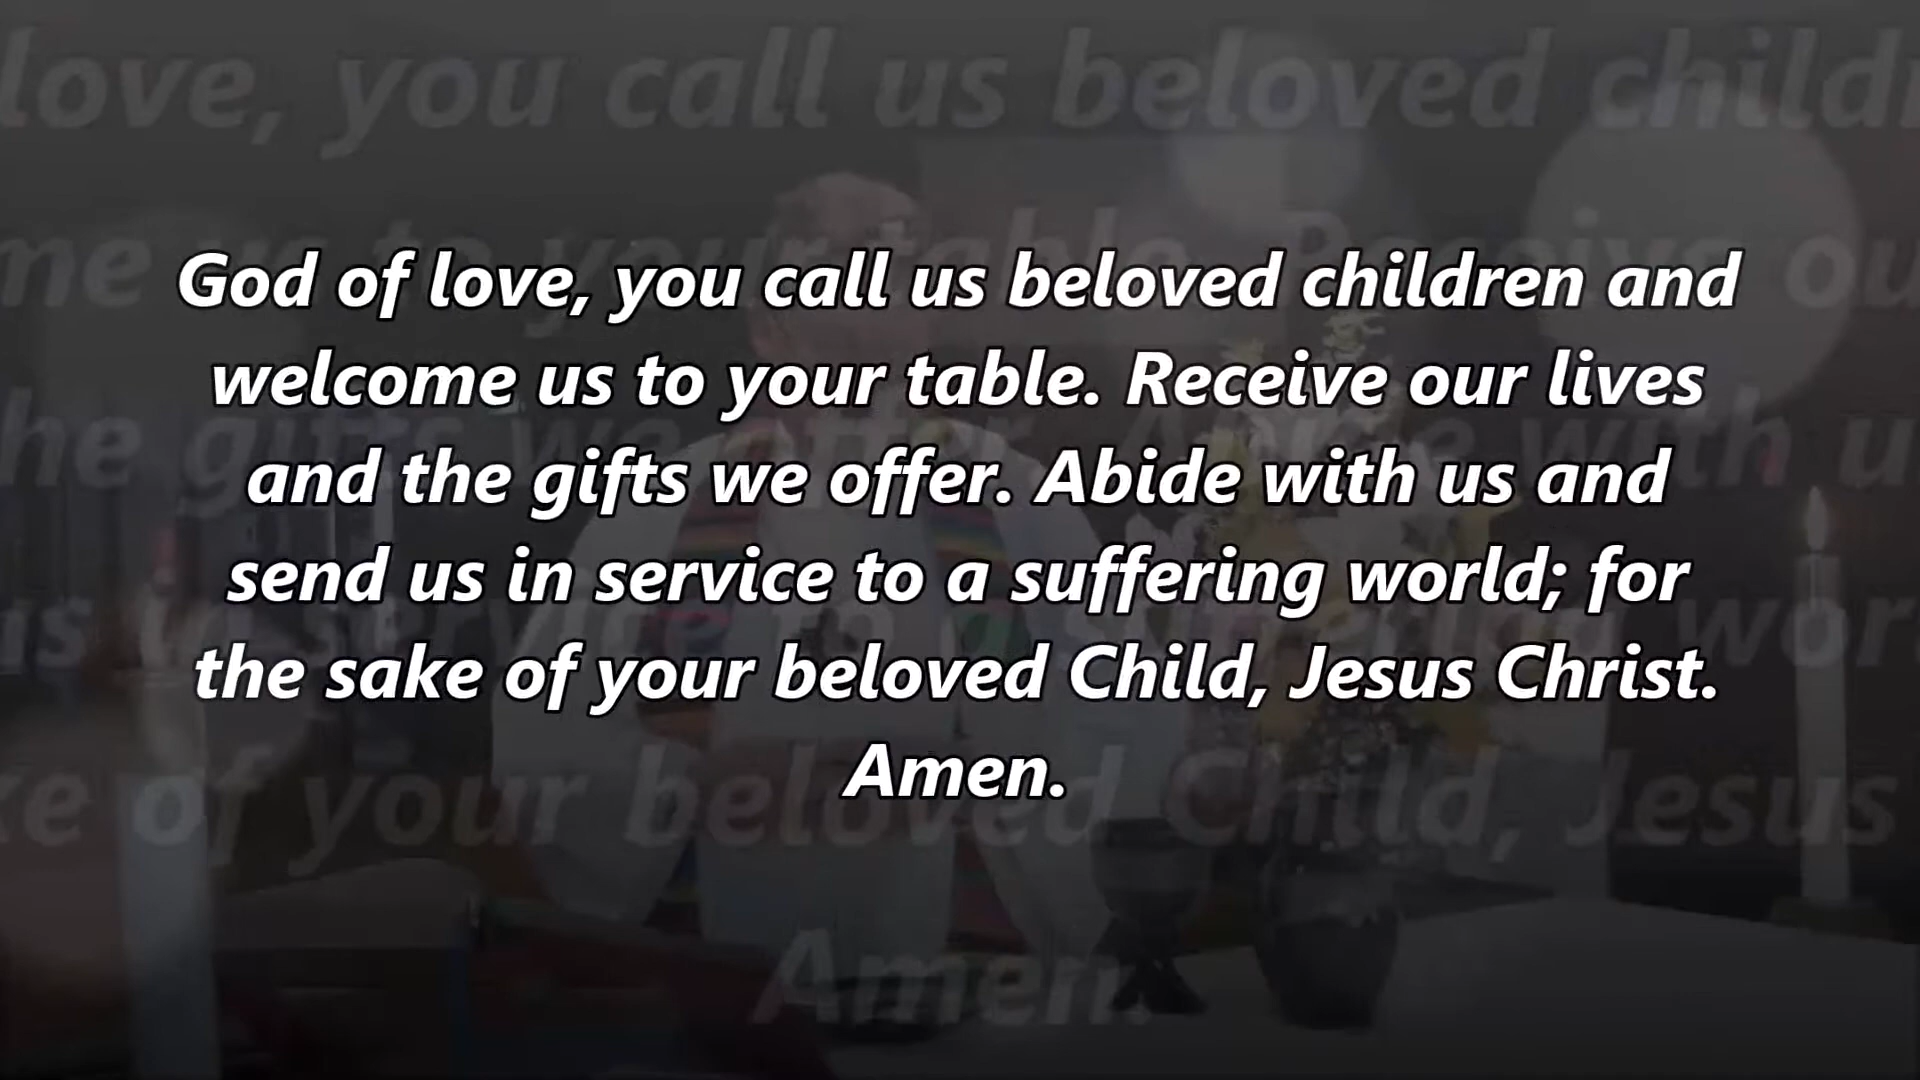 God of love, you call us beloved children and
welcome us to your table. Receive our lives
and the gifts we offer. Abide with us and
send us in service to a suffering world; for
the sake of your beloved Child, Jesus Christ.
Amen.